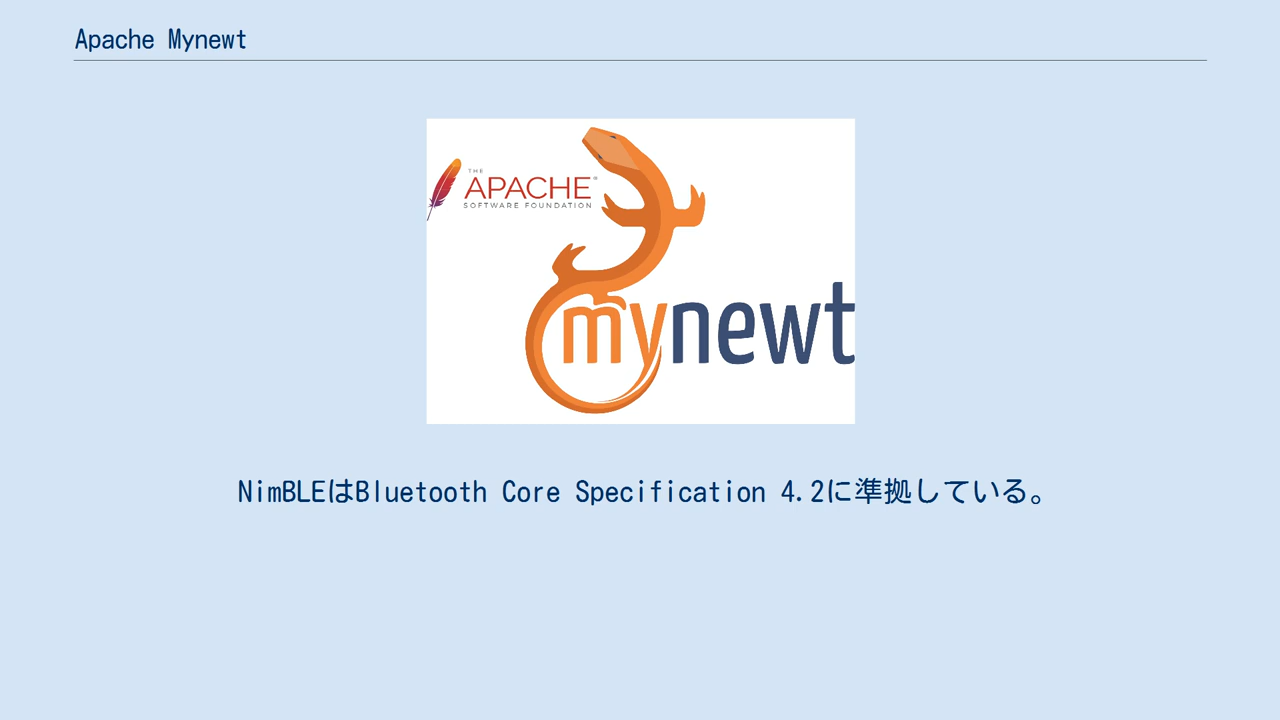 Apache Mynewt
THE
APACHE®
SOFTWARE FOUNDATION
mynewt
NimBLEはBluetooth Core Specification 4.2に準拠している。